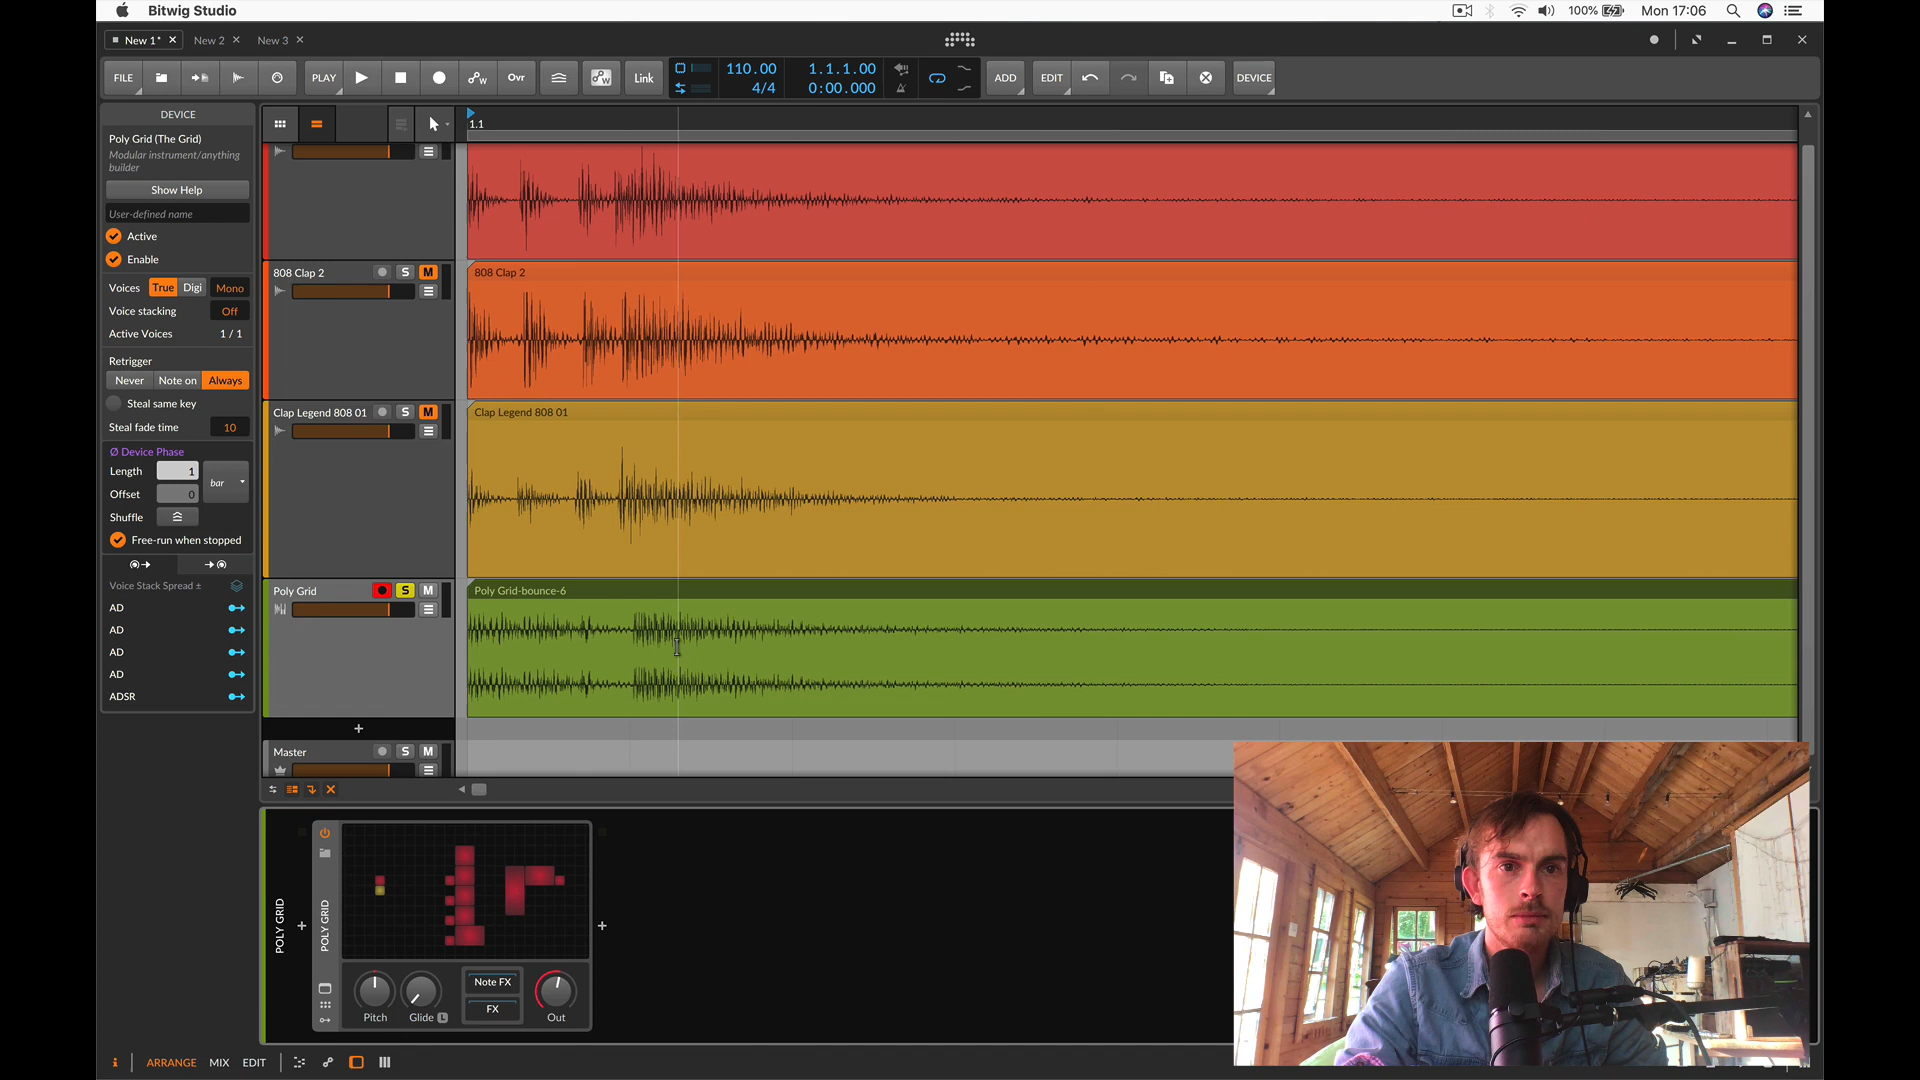 Bitwig Studio
100%
Mon 17:06
New 1*
New 2
New 3
FILE
PLAY
Ovr
Link
110.00
4/4
1.1.1.00
0:00.000
ADD
EDIT
DEVICE
DEVICE
Poly Grid (The Grid)
Modular instrument/anything
builder
Show Help
User-defined name
Active
Enable
Voices True Digi Mono
Voice stacking Off
Active Voices 1 / 1
Retrigger
Never Note on Always
Steal same key
Steal fade time 10
Ø Device Phase
Length 1
bar
Offset 0
Shuffle
Free-run when stopped
Voice Stack Spread ±
AD
AD
AD
AD
ADSR
1.1
808 Clap 2 S M
808 Clap 2
Clap Legend 808 01 S M
Clap Legend 808 01
Poly Grid S M
Poly Grid-bounce-6
Master S M
POLY GRID
POLY GRID
Pitch
Glide L
Note FX
FX
Out
i
ARRANGE
MIX
EDIT